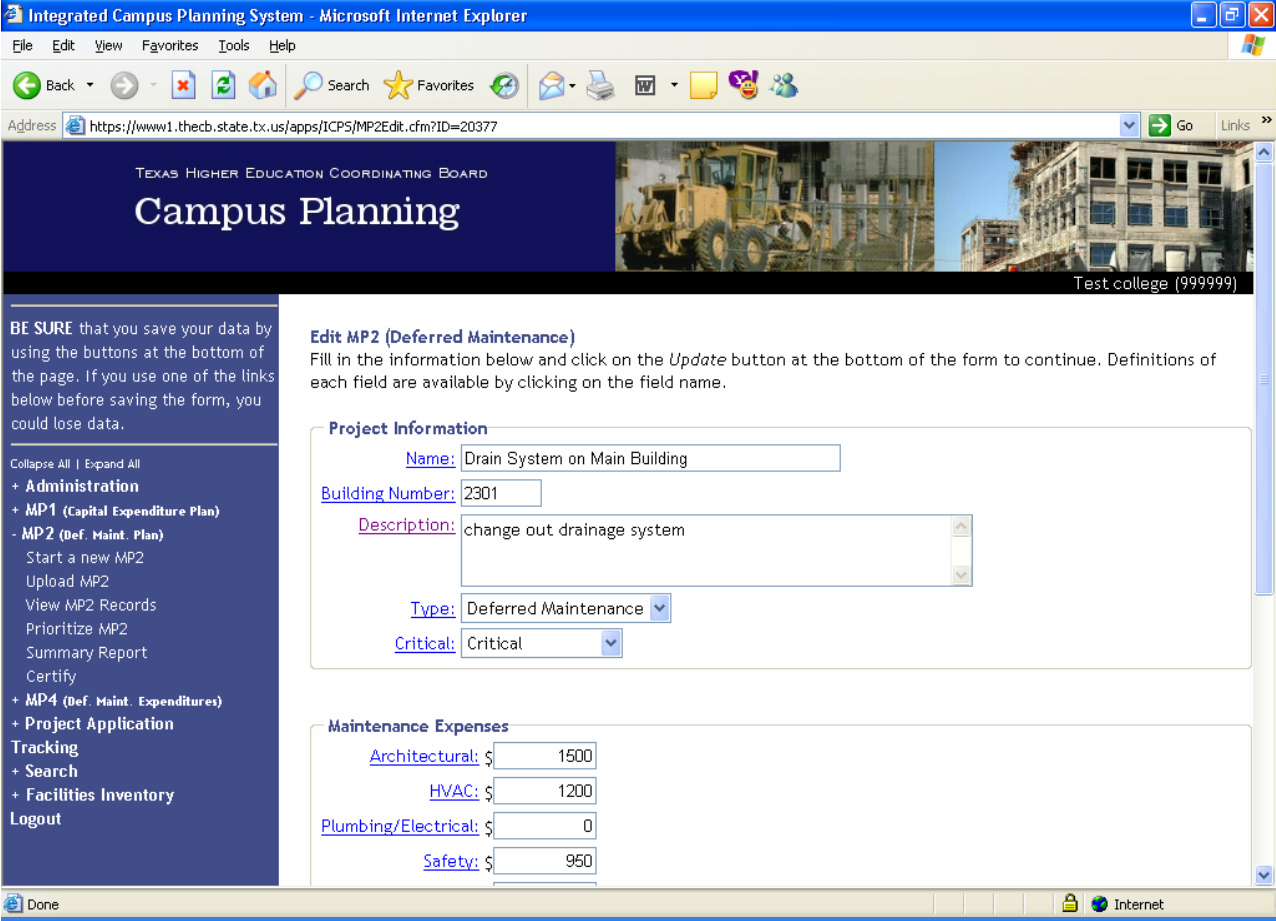 Integrated Campus Planning System - Microsoft Internet Explorer
File Edit View Favorites Tools Help
Back Search Favorites
Address https://www1.thecb.state.tx.us/apps/ICPS/MP2Edit.cfm?ID=20377 Go Links »
Texas Higher Education Coordinating Board
Campus Planning
Test college (999999)
BE SURE that you save your data by
using the buttons at the bottom of
the page. If you use one of the links
below before saving the form, you
could lose data.
Collapse All | Expand All
+ Administration
+ MP1 (Capital Expenditure Plan)
- MP2 (Def. Maint. Plan)
Start a new MP2
Upload MP2
View MP2 Records
Prioritize MP2
Summary Report
Certify
+ MP4 (Def. Maint. Expenditures)
+ Project Application
Tracking
+ Search
+ Facilities Inventory
Logout
Edit MP2 (Deferred Maintenance)
Fill in the information below and click on the Update button at the bottom of the form to continue. Definitions of
each field are available by clicking on the field name.
Project Information
Name: Drain System on Main Building
Building Number: 2301
Description: change out drainage system
Type: Deferred Maintenance
Critical: Critical
Maintenance Expenses
Architectural: $ 1500
HVAC: $ 1200
Plumbing/Electrical: $ 0
Safety: $ 950
Done Internet